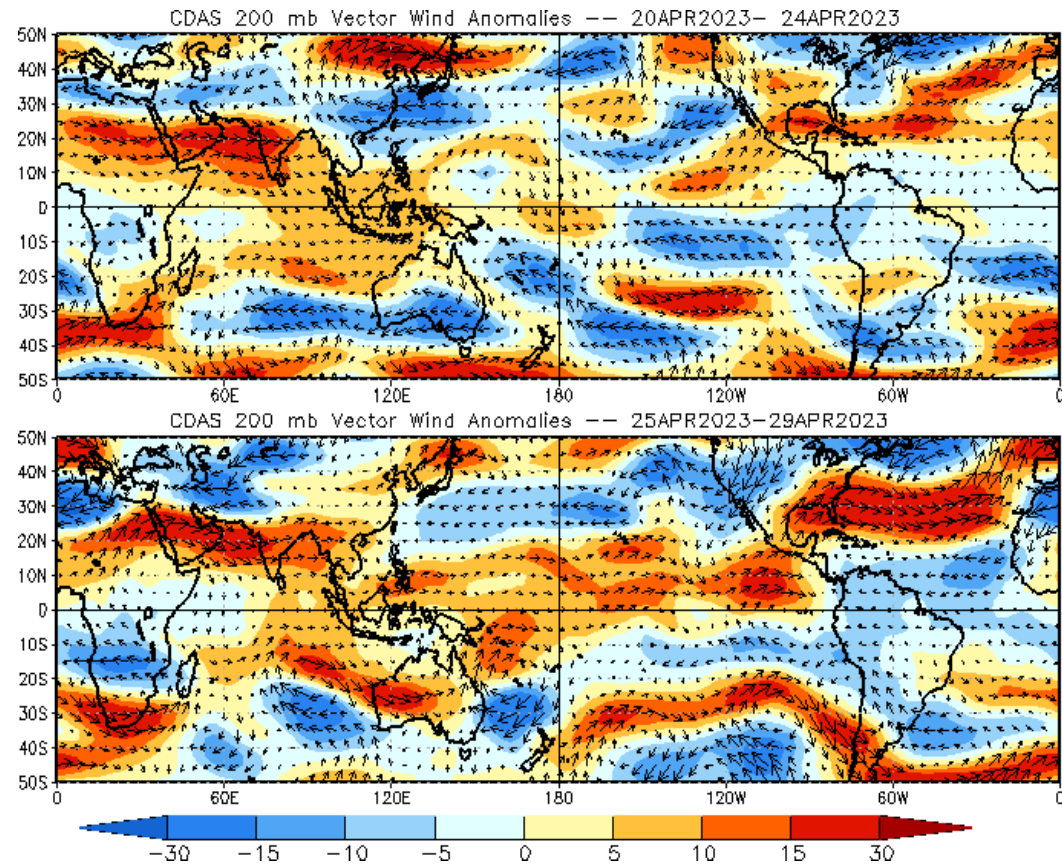 CDAS 200 mb Vector Wind Anomalies -- 20APR2023- 24APR2023
50N
40N
30N
20N
10N
0
10S
20S
30S
40S
50S
0 60E 120E 180 120W 60W 0
CDAS 200 mb Vector Wind Anomalies -- 25APR2023-29APR2023
50N
40N
30N
20N
10N
0
10S
20S
30S
40S
50S
0 60E 120E 180 120W 60W 0
-30 -15 -10 -5 0 5 10 15 30